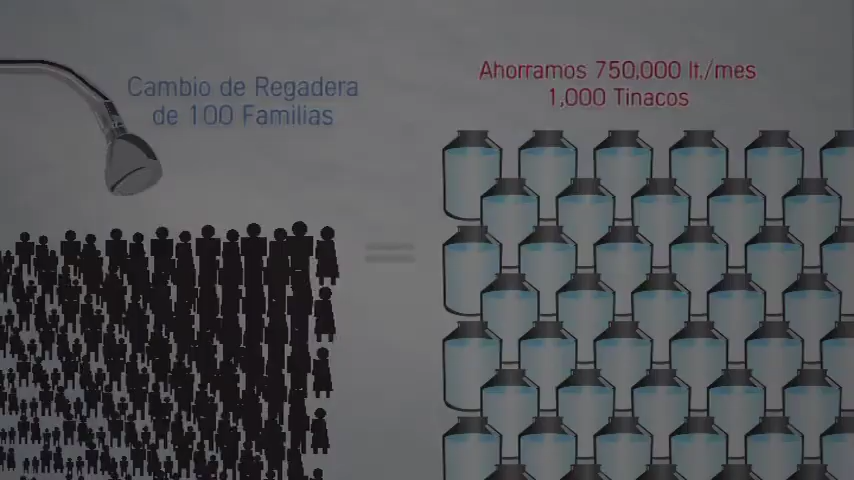 Cambio de Regadera
de 100 Familias
Ahorramos 750,000 lt./mes
1,000 Tinacos